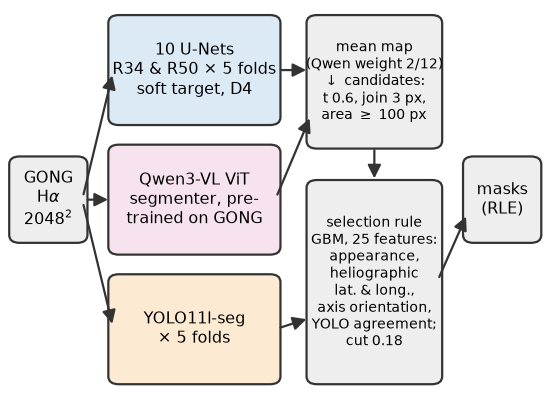 GONG
Hα
2048²
10 U-Nets
R34 & R50 × 5 folds
soft target, D4
Qwen3-VL ViT
segmenter, pre-
trained on GONG
YOLO11l-seg
× 5 folds
mean map
(Qwen weight 2/12)
↓ candidates:
t 0.6, join 3 px,
area ≥ 100 px
selection rule
GBM, 25 features:
appearance,
heliographic
lat. & long.,
axis orientation,
YOLO agreement;
cut 0.18
masks
(RLE)